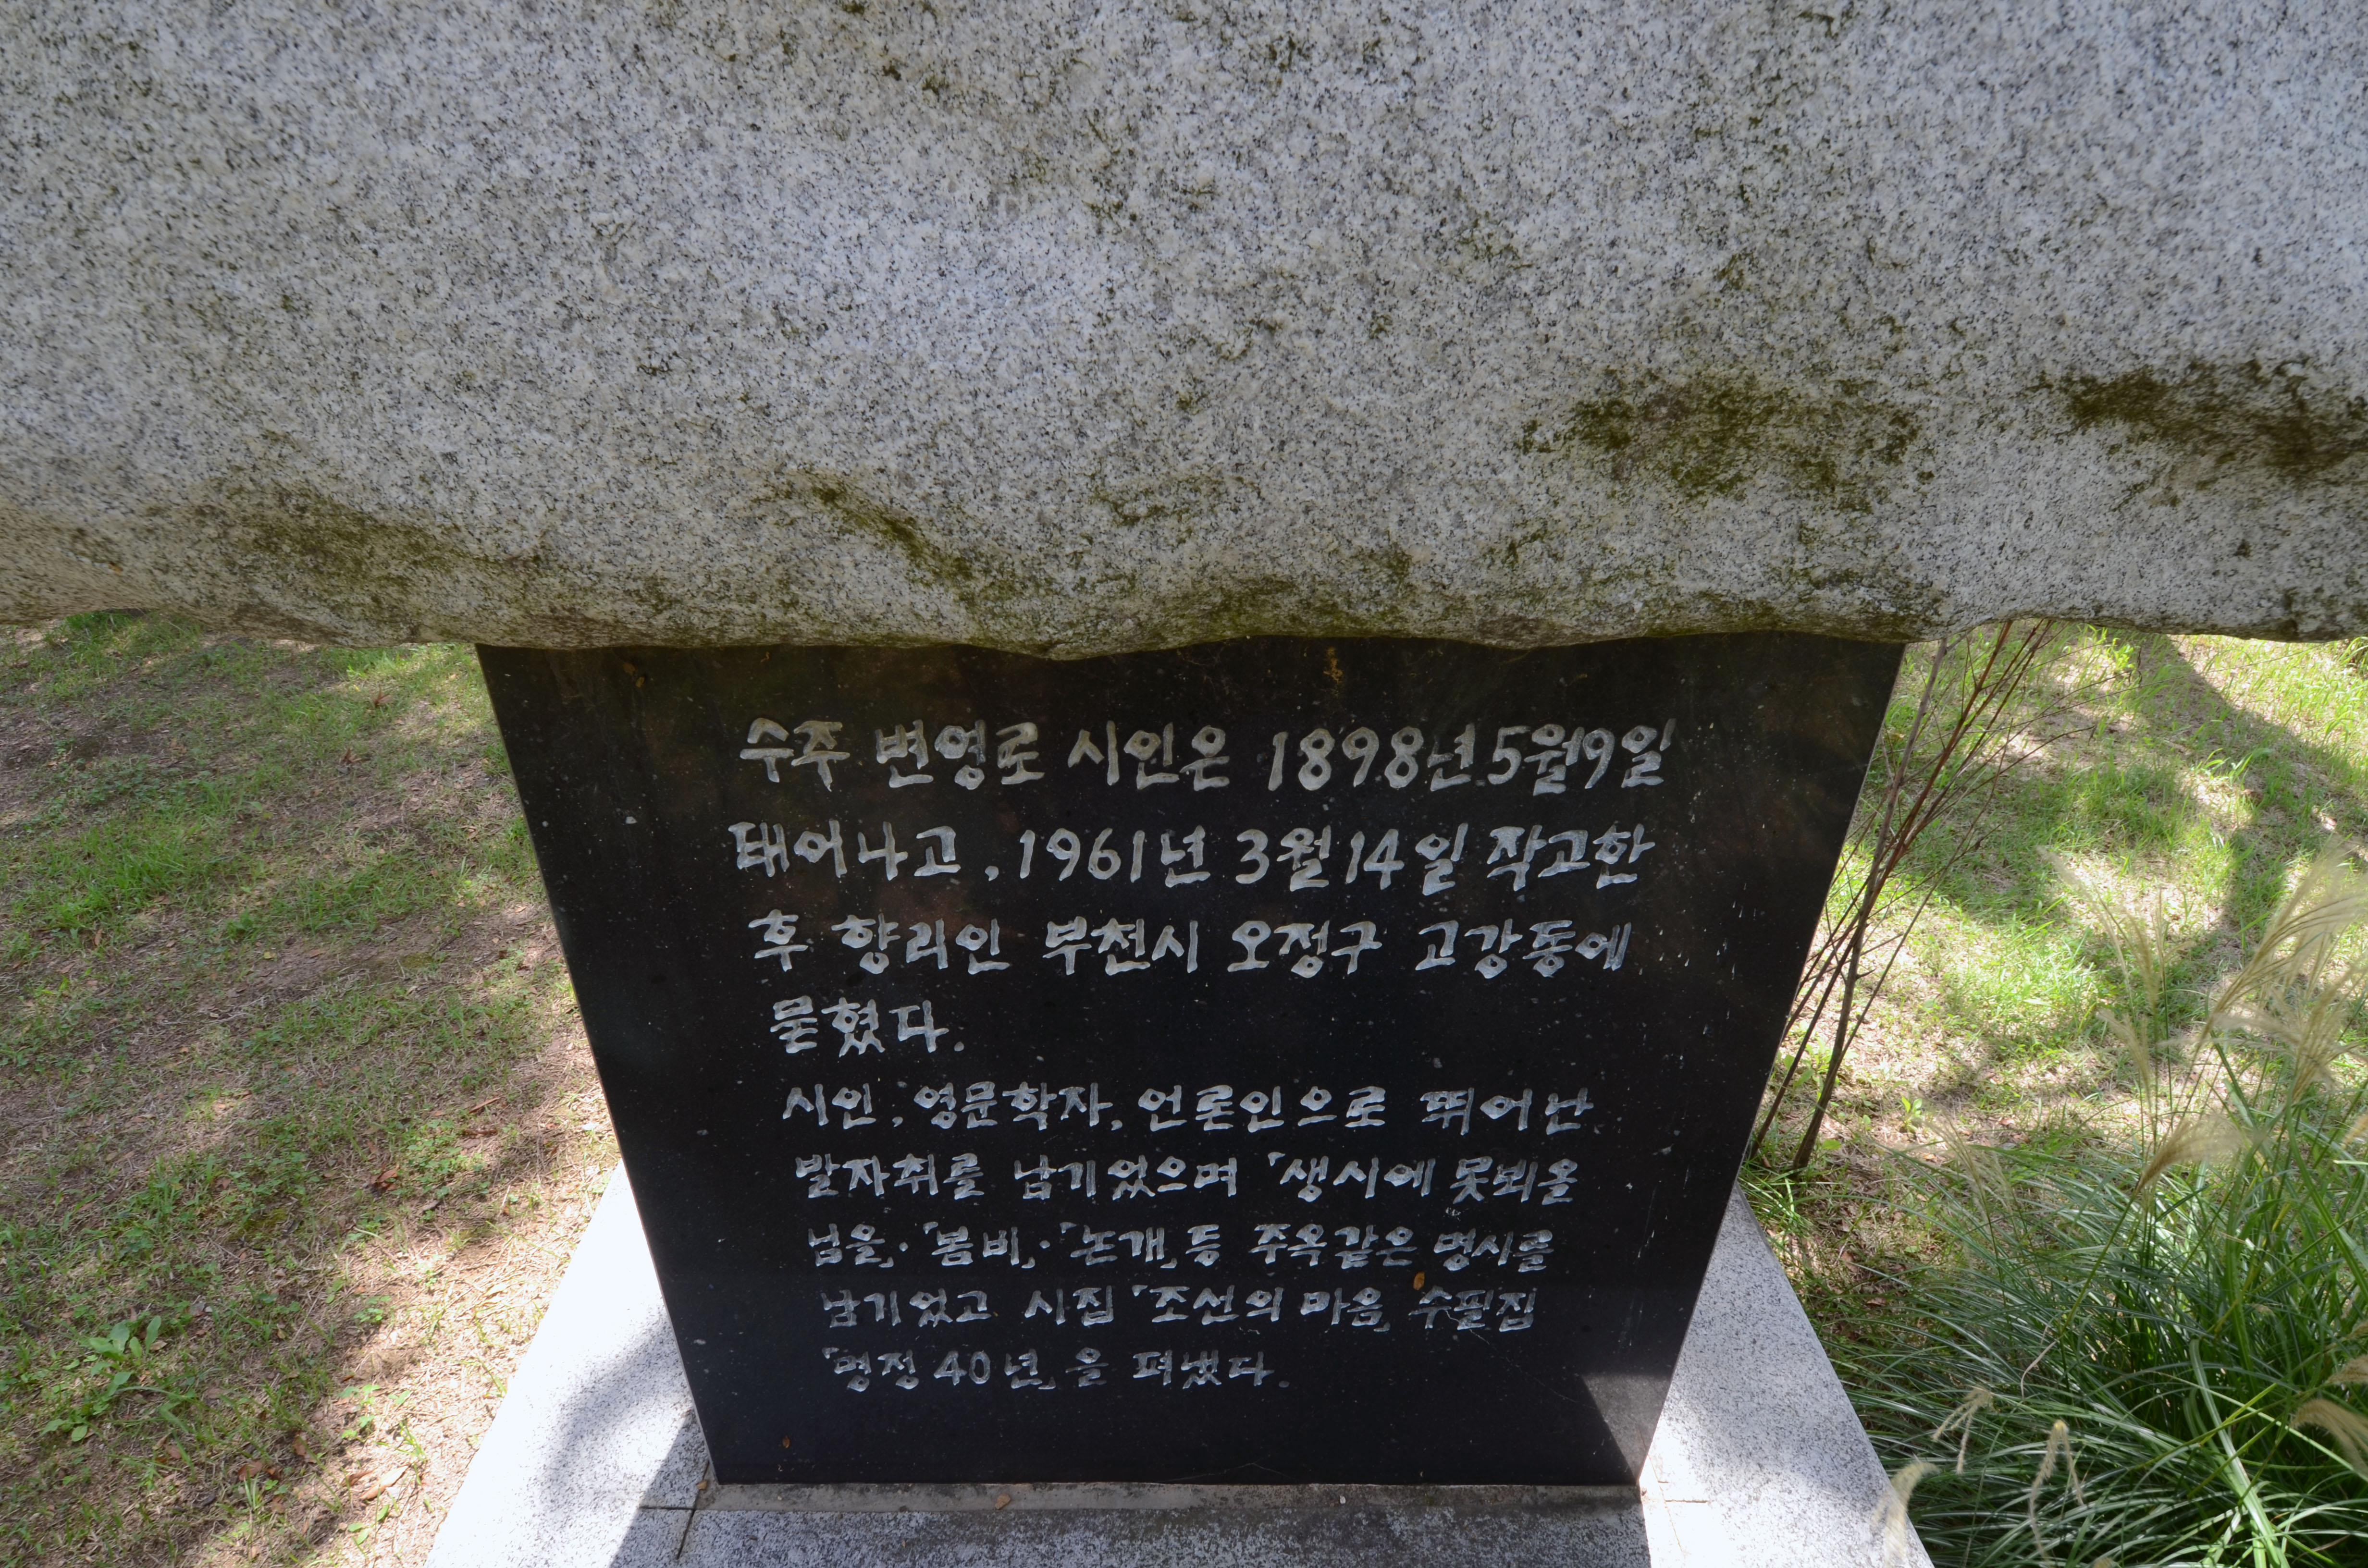 수주 변영로 시인은 1898년 5월9일
태어나고, 1961년 3월 14일 작고한
후 향리인 부천시 오정구 고강동에
묻혔다.
시인, 영문학자, 언론인으로 뛰어난
발자취를 남기었으며 「생시에 못뵈올
님을」·「봄비」·「논개」등 주옥같은 명시를
남기었고 시집 「조선의 마음」 수필집
「명정 40년」을 펴냈다.